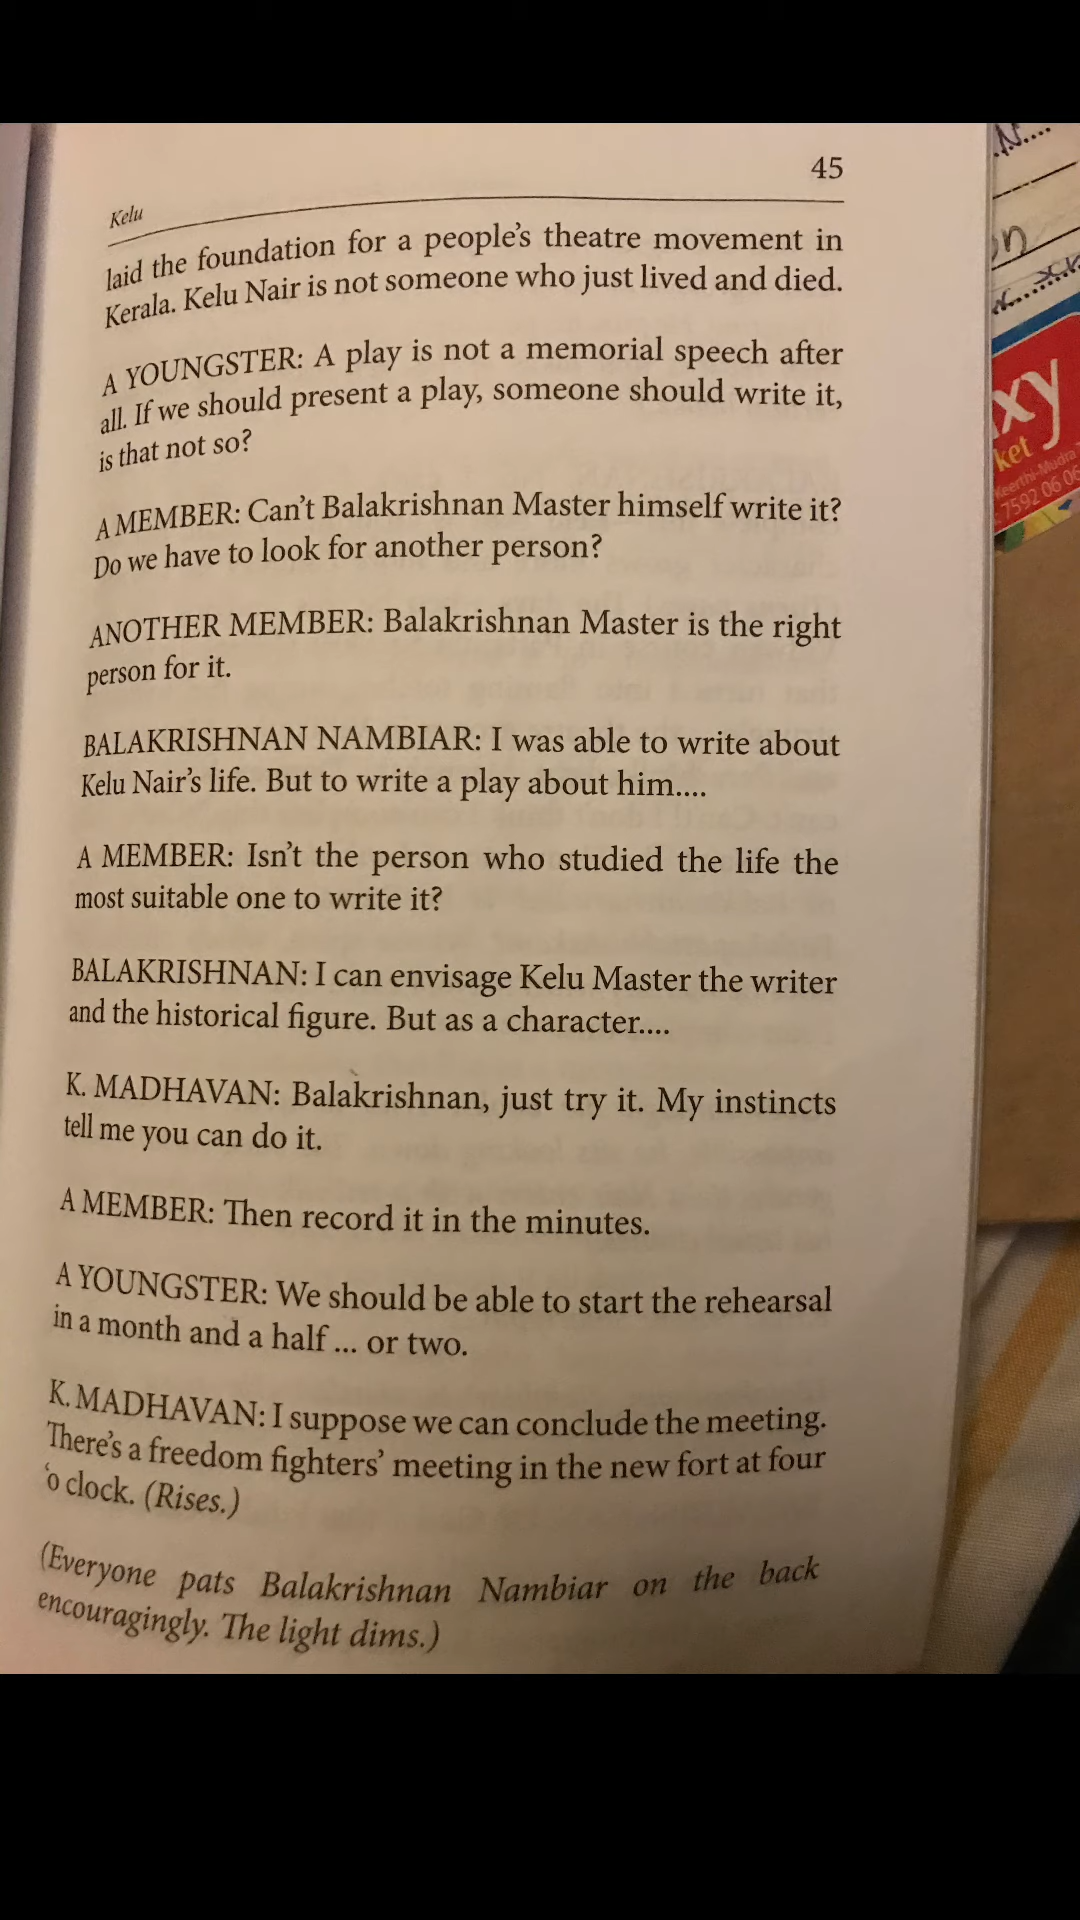 45
Kelu
laid the foundation for a people's theatre movement in
Kerala. Kelu Nair is not someone who just lived and died.
A YOUNGSTER: A play is not a memorial speech after
all. If we should present a play, someone should write it,
is that not so?
A MEMBER: Can't Balakrishnan Master himself write it?
Do we have to look for another person?
ANOTHER MEMBER: Balakrishnan Master is the right
person for it.
BALAKRISHNAN NAMBIAR: I was able to write about
Kelu Nair's life. But to write a play about him....
A MEMBER: Isn't the person who studied the life the
most suitable one to write it?
BALAKRISHNAN: I can envisage Kelu Master the writer
and the historical figure. But as a character....
K. MADHAVAN: Balakrishnan, just try it. My instincts
tell me you can do it.
A MEMBER: Then record it in the minutes.
A YOUNGSTER: We should be able to start the rehearsal
in a month and a half ... or two.
K. MADHAVAN: I suppose we can conclude the meeting.
There's a freedom fighters' meeting in the new fort at four
‘o clock. (Rises.)
(Everyone pats Balakrishnan Nambiar on the back
encouragingly. The light dims.)
xy
ket
Keerthi-Mudra
7592 06 06